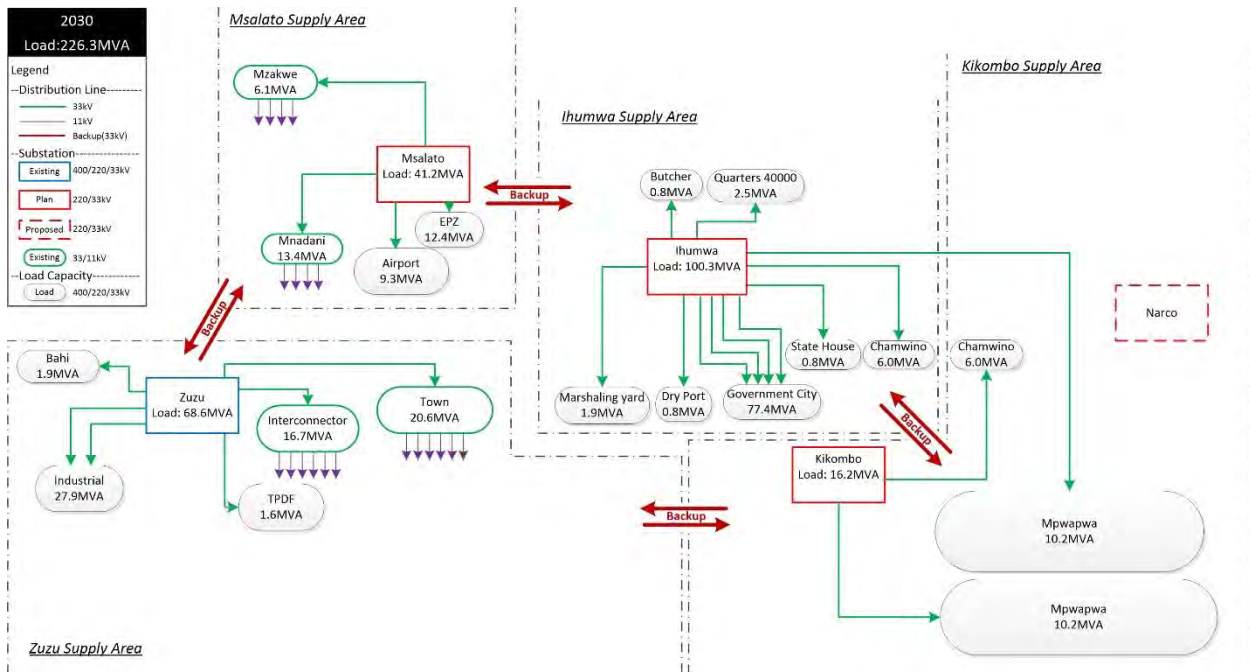 2030
Load:226.3MVA
Legend
--Distribution Line--
33kV
11kV
Backup(33kV)
--Substation--
Existing 400/220/33kV
Plan 220/33kV
Proposed 220/33kV
Existing 33/11kV
--Load Capacity--
Load 400/220/33kV
Msalato Supply Area
Mzakwe
6.1MVA
Msalato
Load: 41.2MVA
Mnadani
13.4MVA
EPZ
12.4MVA
Airport
9.3MVA
Backup
Backup
Ihumwa Supply Area
Butcher
0.8MVA
Quarters 40000
2.5MVA
Ihumwa
Load: 100.3MVA
State House
0.8MVA
Chamwino
6.0MVA
Marshaling yard
1.9MVA
Dry Port
0.8MVA
Government City
77.4MVA
Kikombo Supply Area
Narco
Chamwino
6.0MVA
Backup
Kikombo
Load: 16.2MVA
Mpwapwa
10.2MVA
Mpwapwa
10.2MVA
Backup
Bahi
1.9MVA
Zuzu
Load: 68.6MVA
Town
20.6MVA
Interconnector
16.7MVA
Industrial
27.9MVA
TPDF
1.6MVA
Zuzu Supply Area